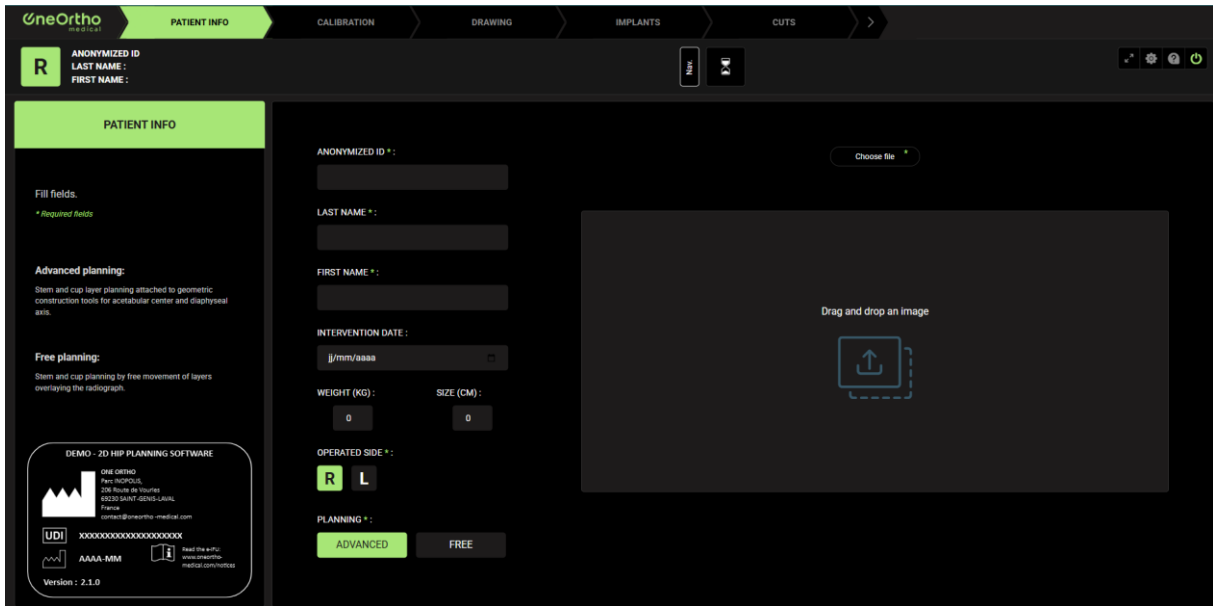 OneOrtho
medical
PATIENT INFO
CALIBRATION
DRAWING
IMPLANTS
CUTS
R
ANONYMIZED ID
LAST NAME :
FIRST NAME :
Nav.
PATIENT INFO
Fill fields.
* Required fields
Advanced planning:
Stem and cup layer planning attached to geometric
construction tools for acetabular center and diaphyseal
axis.
Free planning:
Stem and cup planning by free movement of layers
overlaying the radiograph.
DEMO - 2D HIP PLANNING SOFTWARE
ONE ORTHO
Parc INOPOLIS,
206 Route de Vourles
69230 SAINT-GENIS-LAVAL
France
contact@oneortho-medical.com
UDI XXXXXXXXXXXXXXXXXXXXX
AAAA-MM
Read the e-IFU:
www.oneortho-
medical.com/notices
Version : 2.1.0
ANONYMIZED ID * :
LAST NAME * :
FIRST NAME * :
INTERVENTION DATE :
jj/mm/aaaa
WEIGHT (KG) : SIZE (CM) :
0 0
OPERATED SIDE * :
R L
PLANNING * :
ADVANCED FREE
Choose file *
Drag and drop an image